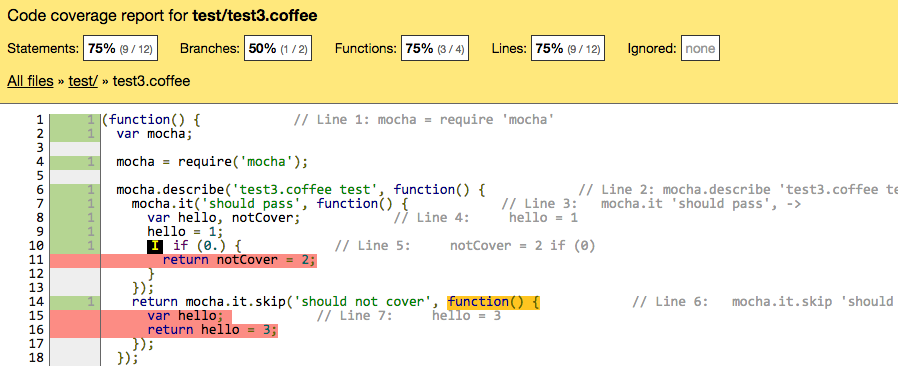 Code coverage report for test/test3.coffee
Statements: 75% (9 / 12) Branches: 50% (1 / 2) Functions: 75% (3 / 4) Lines: 75% (9 / 12) Ignored: none
All files » test/ » test3.coffee
1 1 (function() { // Line 1: mocha = require 'mocha'
2 1 var mocha;
3
4 1 mocha = require('mocha');
5
6 1 mocha.describe('test3.coffee test', function() { // Line 2: mocha.describe 'test3.coffee te
7 1 mocha.it('should pass', function() { // Line 3: mocha.it 'should pass', ->
8 1 var hello, notCover; // Line 4: hello = 1
9 1 hello = 1;
10 1 I if (0.) { // Line 5: notCover = 2 if (0)
11 return notCover = 2;
12 }
13 });
14 1 return mocha.it.skip('should not cover', function() { // Line 6: mocha.it.skip 'should
15 var hello; // Line 7: hello = 3
16 return hello = 3;
17 });
18 });